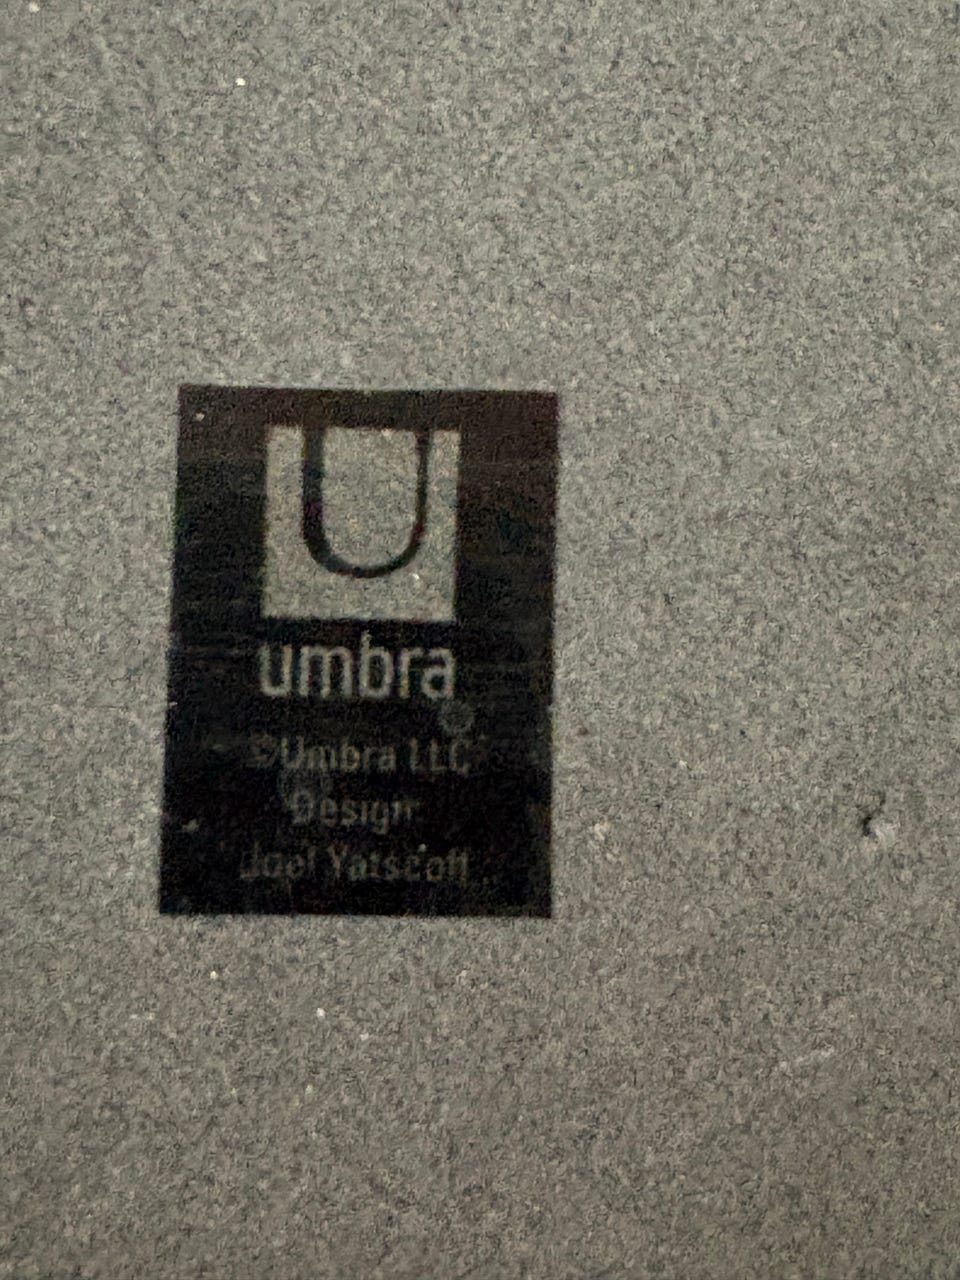 U
umbra
©Umbra LLC
Design:
Joel Yatscoff